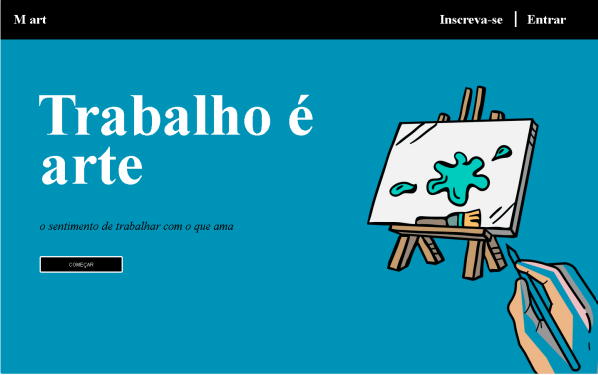 M art
Inscreva-se
Entrar
Trabalho é
arte
o sentimento de trabalhar com o que ama
COMEÇAR